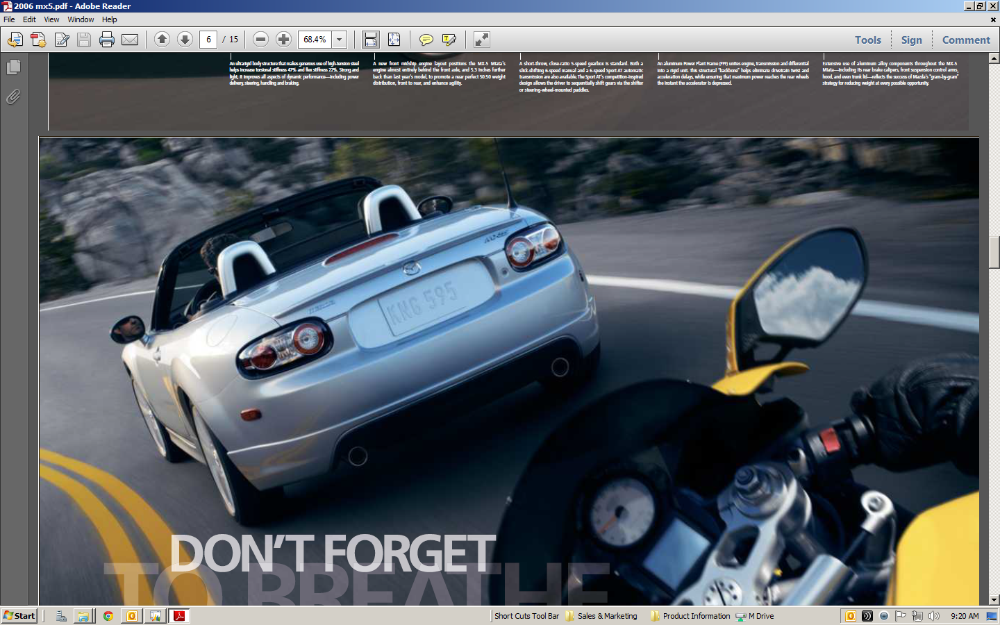 2006 mx5.pdf - Adobe Reader
File Edit View Window Help
6 / 15 68.4% Tools Sign Comment
An ultrarigid body structure that makes generous use of high-tension steel
helps increase torsional stiffness 47% and flex stiffness 22%. Strong and
light, it improves all aspects of dynamic performance—including power
delivery, steering, handling and braking.
A new front midship engine layout positions the MX-5 Miata's
engine almost entirely behind the front axle, and 5.3 inches further
back than last year's model, to promote a near perfect 50:50 weight
distribution, front to rear, and enhance agility.
A short-throw, close-ratio 5-speed gearbox is standard. Both a
slick-shifting 6-speed manual and a 6-speed Sport AT automatic
transmission are also available. The Sport AT's competition-inspired
design allows the driver to sequentially shift gears via the shifter
or steering-wheel-mounted paddles.
An aluminum Power Plant Frame (PPF) unites engine, transmission and differential
into a rigid unit. This structural "backbone" helps eliminate drivetrain twist and
acceleration delays, while ensuring that maximum power reaches the rear wheels
the instant the accelerator is depressed.
Extensive use of aluminum alloy components throughout the MX-5
Miata—including its rear brake calipers, front suspension control arms,
hood, and even trunk lid—reflects the success of Mazda's "gram-by-gram"
strategy for reducing weight at every possible opportunity.
KNG 595
DON'T FORGET
TO BREATHE
Start Short Cuts Tool Bar Sales & Marketing Product Information M Drive 9:20 AM